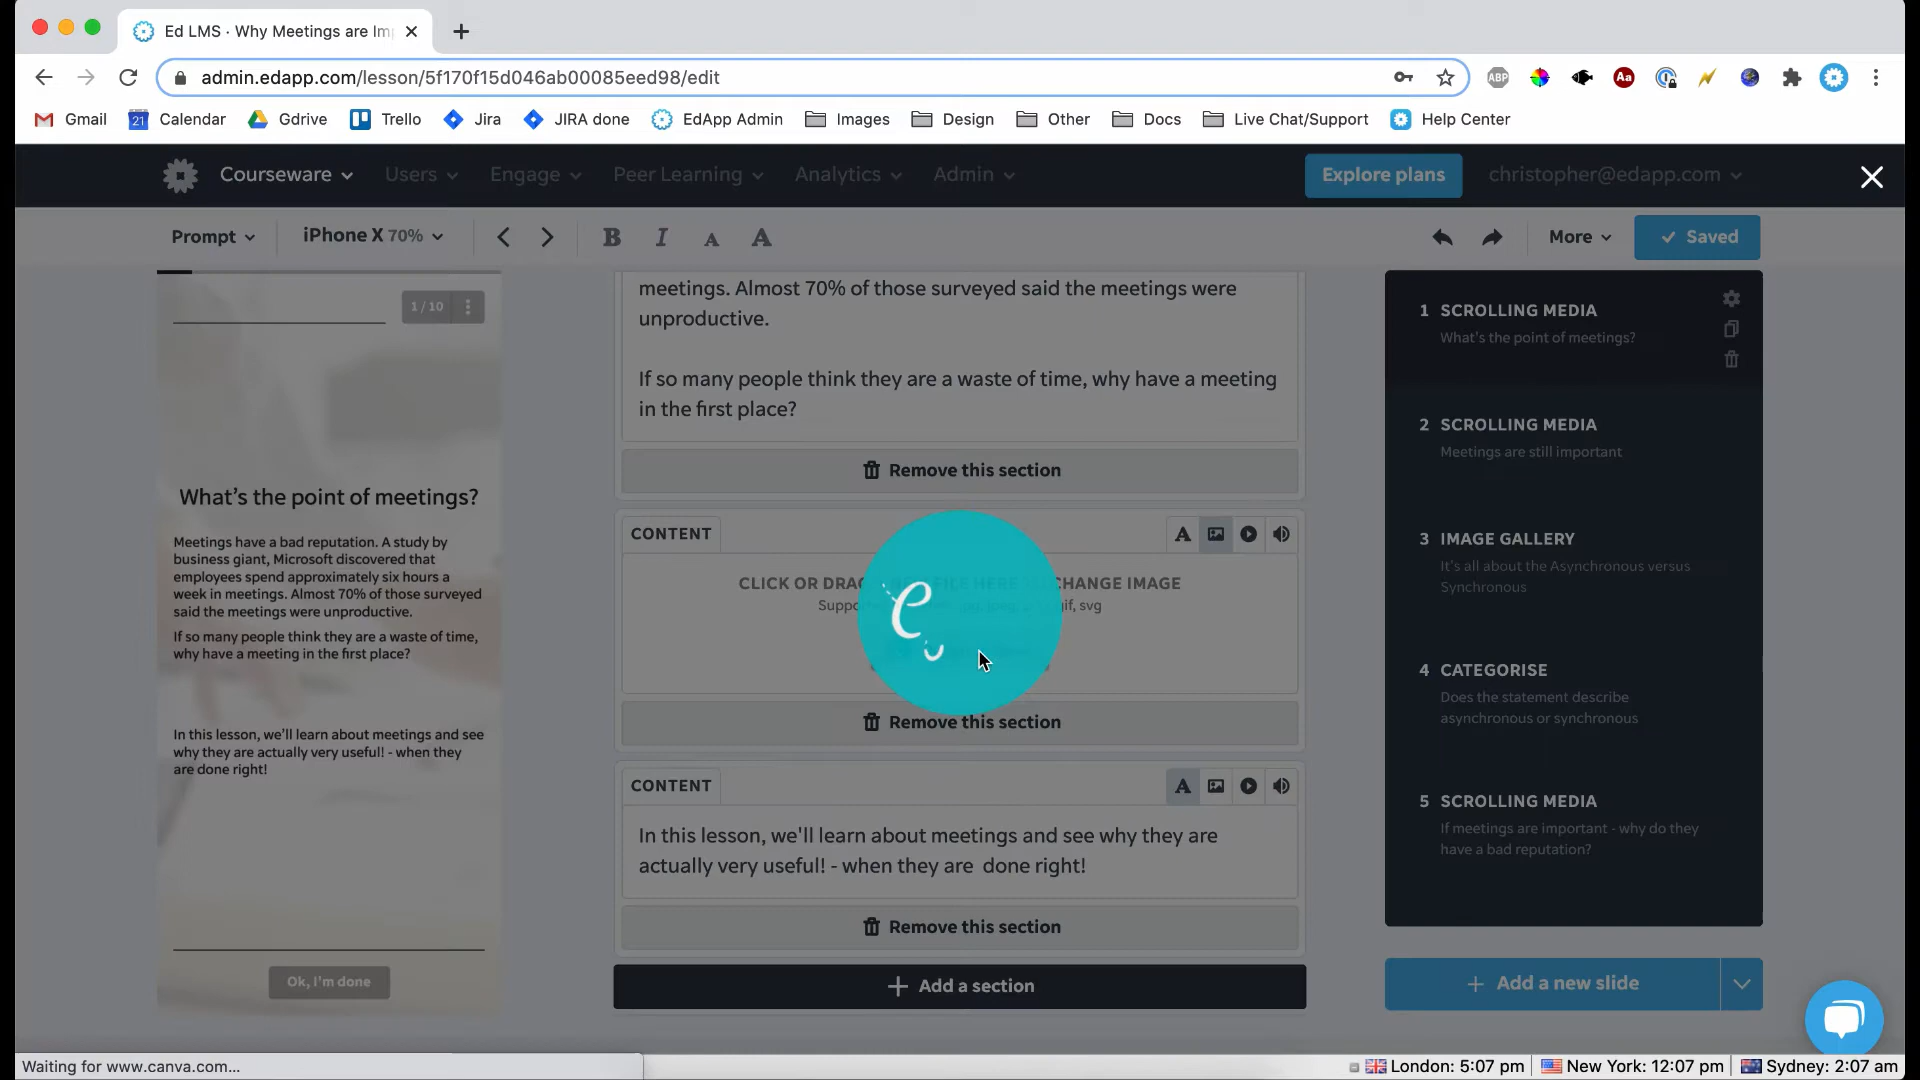 Ed LMS · Why Meetings are Im
admin.edapp.com/lesson/5f170f15d046ab00085eed98/edit
ABP
Aa
Gmail
21 Calendar
Gdrive
Trello
Jira
JIRA done
EdApp Admin
Images
Design
Other
Docs
Live Chat/Support
Help Center
Courseware
Users
Engage
Peer Learning
Analytics
Admin
Explore plans
christopher@edapp.com
Prompt
iPhone X 70%
B I A A
More
Saved
1 / 10
What's the point of meetings?
Meetings have a bad reputation. A study by
business giant, Microsoft discovered that
employees spend approximately six hours a
week in meetings. Almost 70% of those surveyed
said the meetings were unproductive.
If so many people think they are a waste of time,
why have a meeting in the first place?
In this lesson, we'll learn about meetings and see
why they are actually very useful! - when they
are done right!
Ok, I'm done
meetings. Almost 70% of those surveyed said the meetings were
unproductive.
If so many people think they are a waste of time, why have a meeting
in the first place?
Remove this section
CONTENT
A
CLICK OR DRAG FILE HERE CHANGE IMAGE
gif, svg
Remove this section
CONTENT
A
In this lesson, we'll learn about meetings and see why they are
actually very useful! - when they are done right!
Remove this section
Add a section
1 SCROLLING MEDIA
What's the point of meetings?
2 SCROLLING MEDIA
Meetings are still important
3 IMAGE GALLERY
It's all about the Asynchronous versus
Synchronous
4 CATEGORISE
Does the statement describe
asynchronous or synchronous
5 SCROLLING MEDIA
If meetings are important - why do they
have a bad reputation?
Add a new slide
Waiting for www.canva.com...
London: 5:07 pm
New York: 12:07 pm
Sydney: 2:07 am